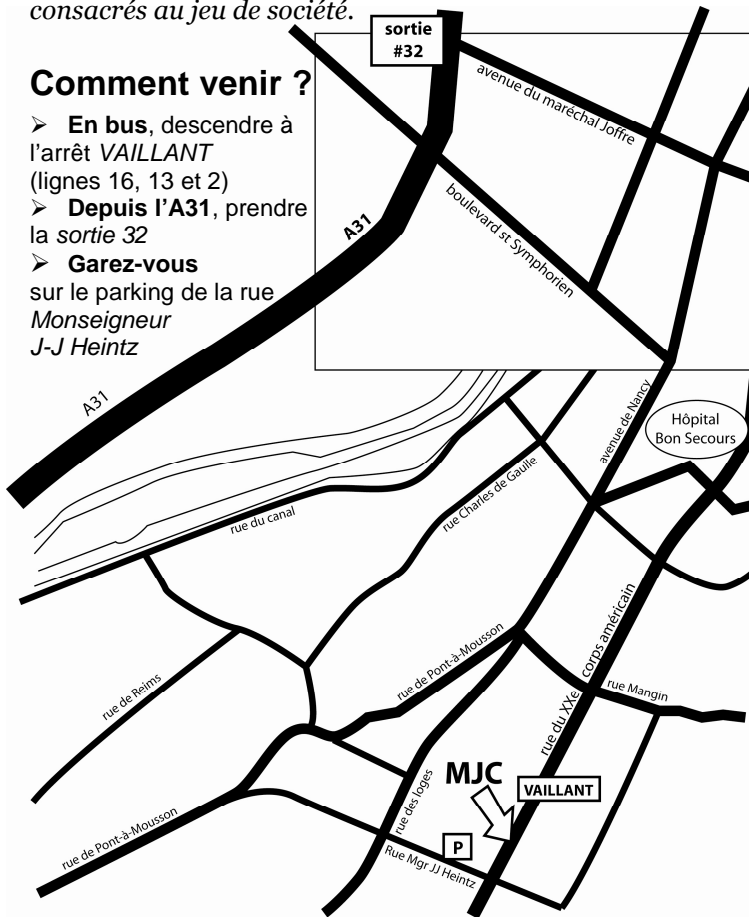 consacrés au jeu de société.
Comment venir ?
➢ En bus, descendre à
l'arrêt VAILLANT
(lignes 16, 13 et 2)
➢ Depuis l'A31, prendre
la sortie 32
➢ Garez-vous
sur le parking de la rue
Monseigneur
J-J Heintz
sortie
#32
avenue du maréchal Joffre
boulevard st Symphorien
A31
A31
avenue de Nancy
Hôpital
Bon Secours
rue du canal
rue Charles de Gaulle
rue de Pont-à-Mousson
rue du XXe corps américain
rue Mangin
rue de Reims
MJC
VAILLANT
rue des loges
P
Rue Mgr JJ Heintz
rue de Pont-à-Mousson